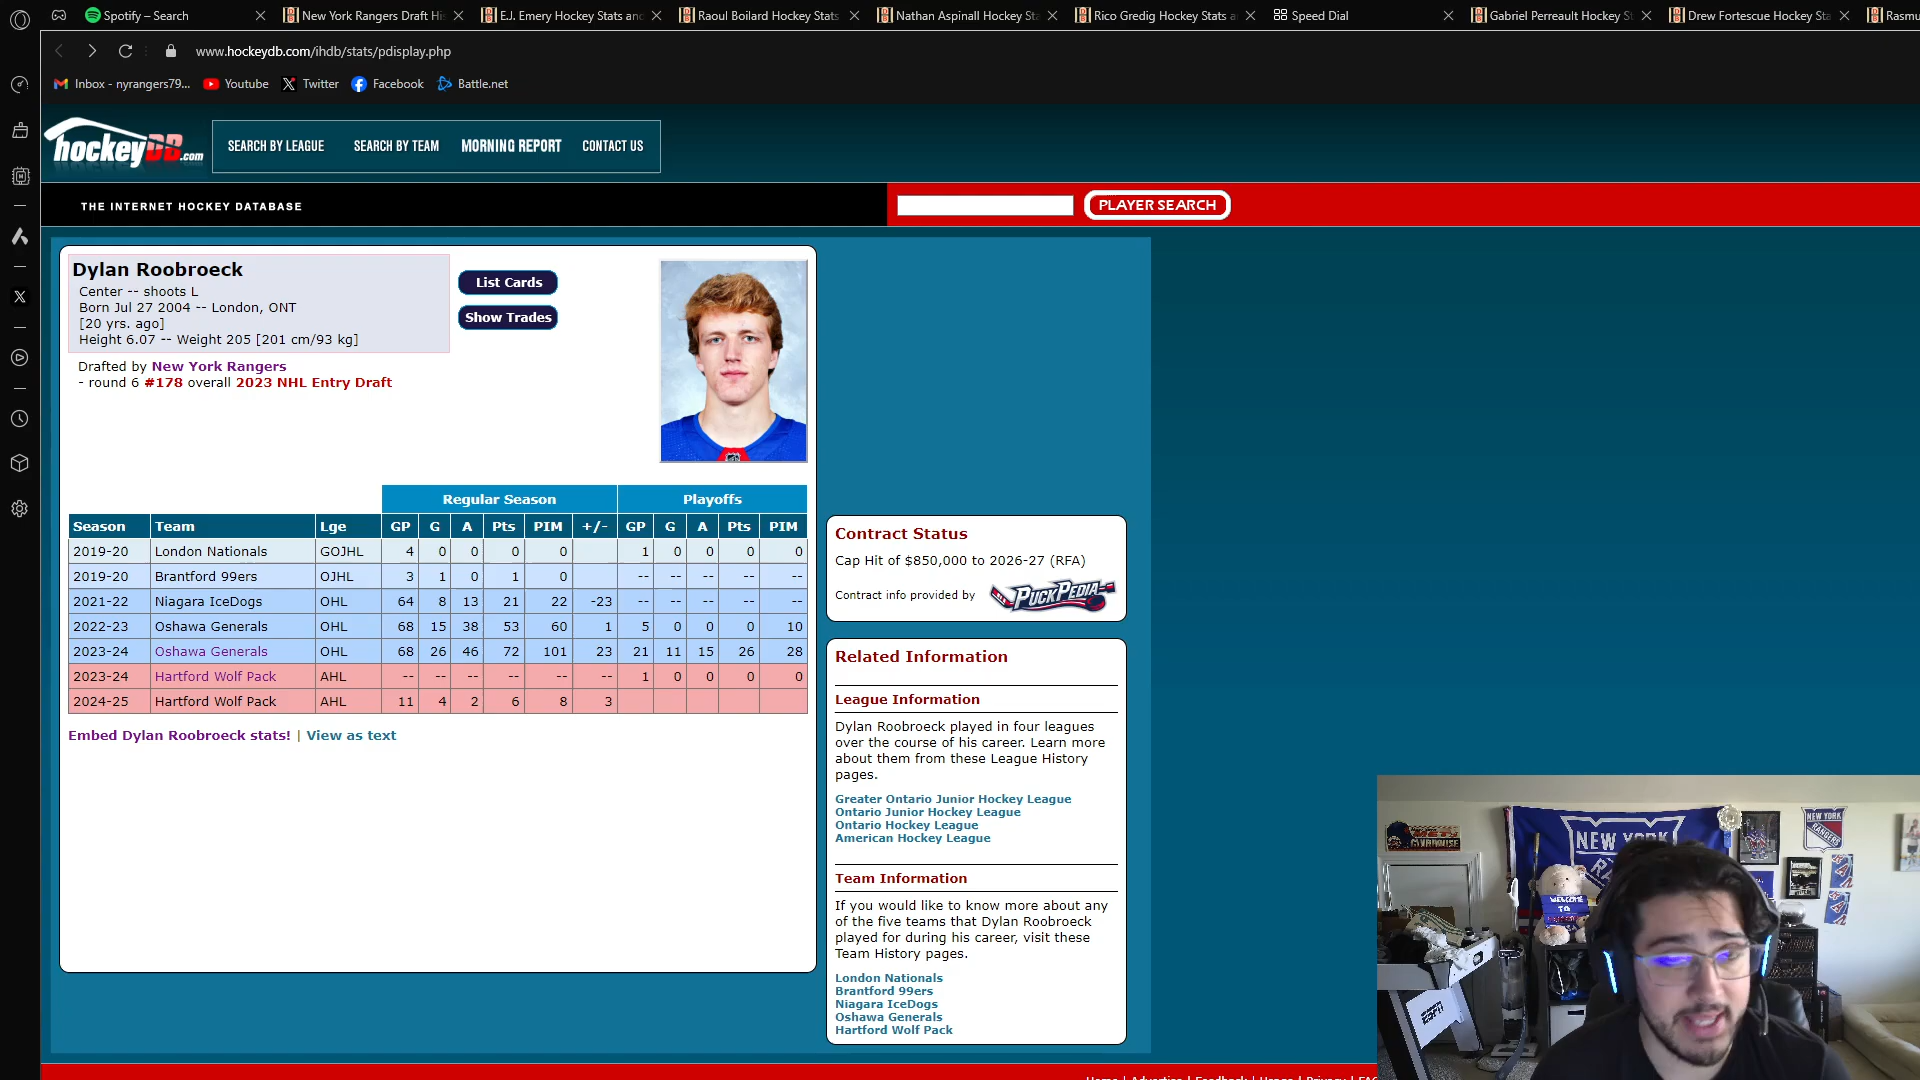 Spotify – Search
New York Rangers Draft His
E.J. Emery Hockey Stats and
Raoul Boilard Hockey Stats
Nathan Aspinall Hockey Sta
Rico Gredig Hockey Stats a
Speed Dial
Gabriel Perreault Hockey S
Drew Fortescue Hockey Sta
Rasmu
www.hockeydb.com/ihdb/stats/pdisplay.php
Inbox - nyrangers79...
Youtube
Twitter
Facebook
Battle.net
hockeyDB.com
SEARCH BY LEAGUE
SEARCH BY TEAM
MORNING REPORT
CONTACT US
THE INTERNET HOCKEY DATABASE
PLAYER SEARCH
Dylan Roobroeck
Center -- shoots L
Born Jul 27 2004 -- London, ONT
[20 yrs. ago]
Height 6.07 -- Weight 205 [201 cm/93 kg]
List Cards
Show Trades
Drafted by New York Rangers
- round 6 #178 overall 2023 NHL Entry Draft
Regular Season Playoffs
Season Team Lge GP G A Pts PIM +/- GP G A Pts PIM
2019-20 London Nationals GOJHL 4 0 0 0 0 1 0 0 0 0
2019-20 Brantford 99ers OJHL 3 1 0 1 0 -- -- -- -- --
2021-22 Niagara IceDogs OHL 64 8 13 21 22 -23 -- -- -- -- --
2022-23 Oshawa Generals OHL 68 15 38 53 60 1 5 0 0 0 10
2023-24 Oshawa Generals OHL 68 26 46 72 101 23 21 11 15 26 28
2023-24 Hartford Wolf Pack AHL -- -- -- -- -- -- 1 0 0 0 0
2024-25 Hartford Wolf Pack AHL 11 4 2 6 8 3
Embed Dylan Roobroeck stats! | View as text
Contract Status
Cap Hit of $850,000 to 2026-27 (RFA)
Contract info provided by PUCKPEDIA
Related Information
League Information
Dylan Roobroeck played in four leagues
over the course of his career. Learn more
about them from these League History
pages.
Greater Ontario Junior Hockey League
Ontario Junior Hockey League
Ontario Hockey League
American Hockey League
Team Information
If you would like to know more about any
of the five teams that Dylan Roobroeck
played for during his career, visit these
Team History pages.
London Nationals
Brantford 99ers
Niagara IceDogs
Oshawa Generals
Hartford Wolf Pack
NEW YORK
NEW YORK
RANGERS
WELCOME
TO
ESPN